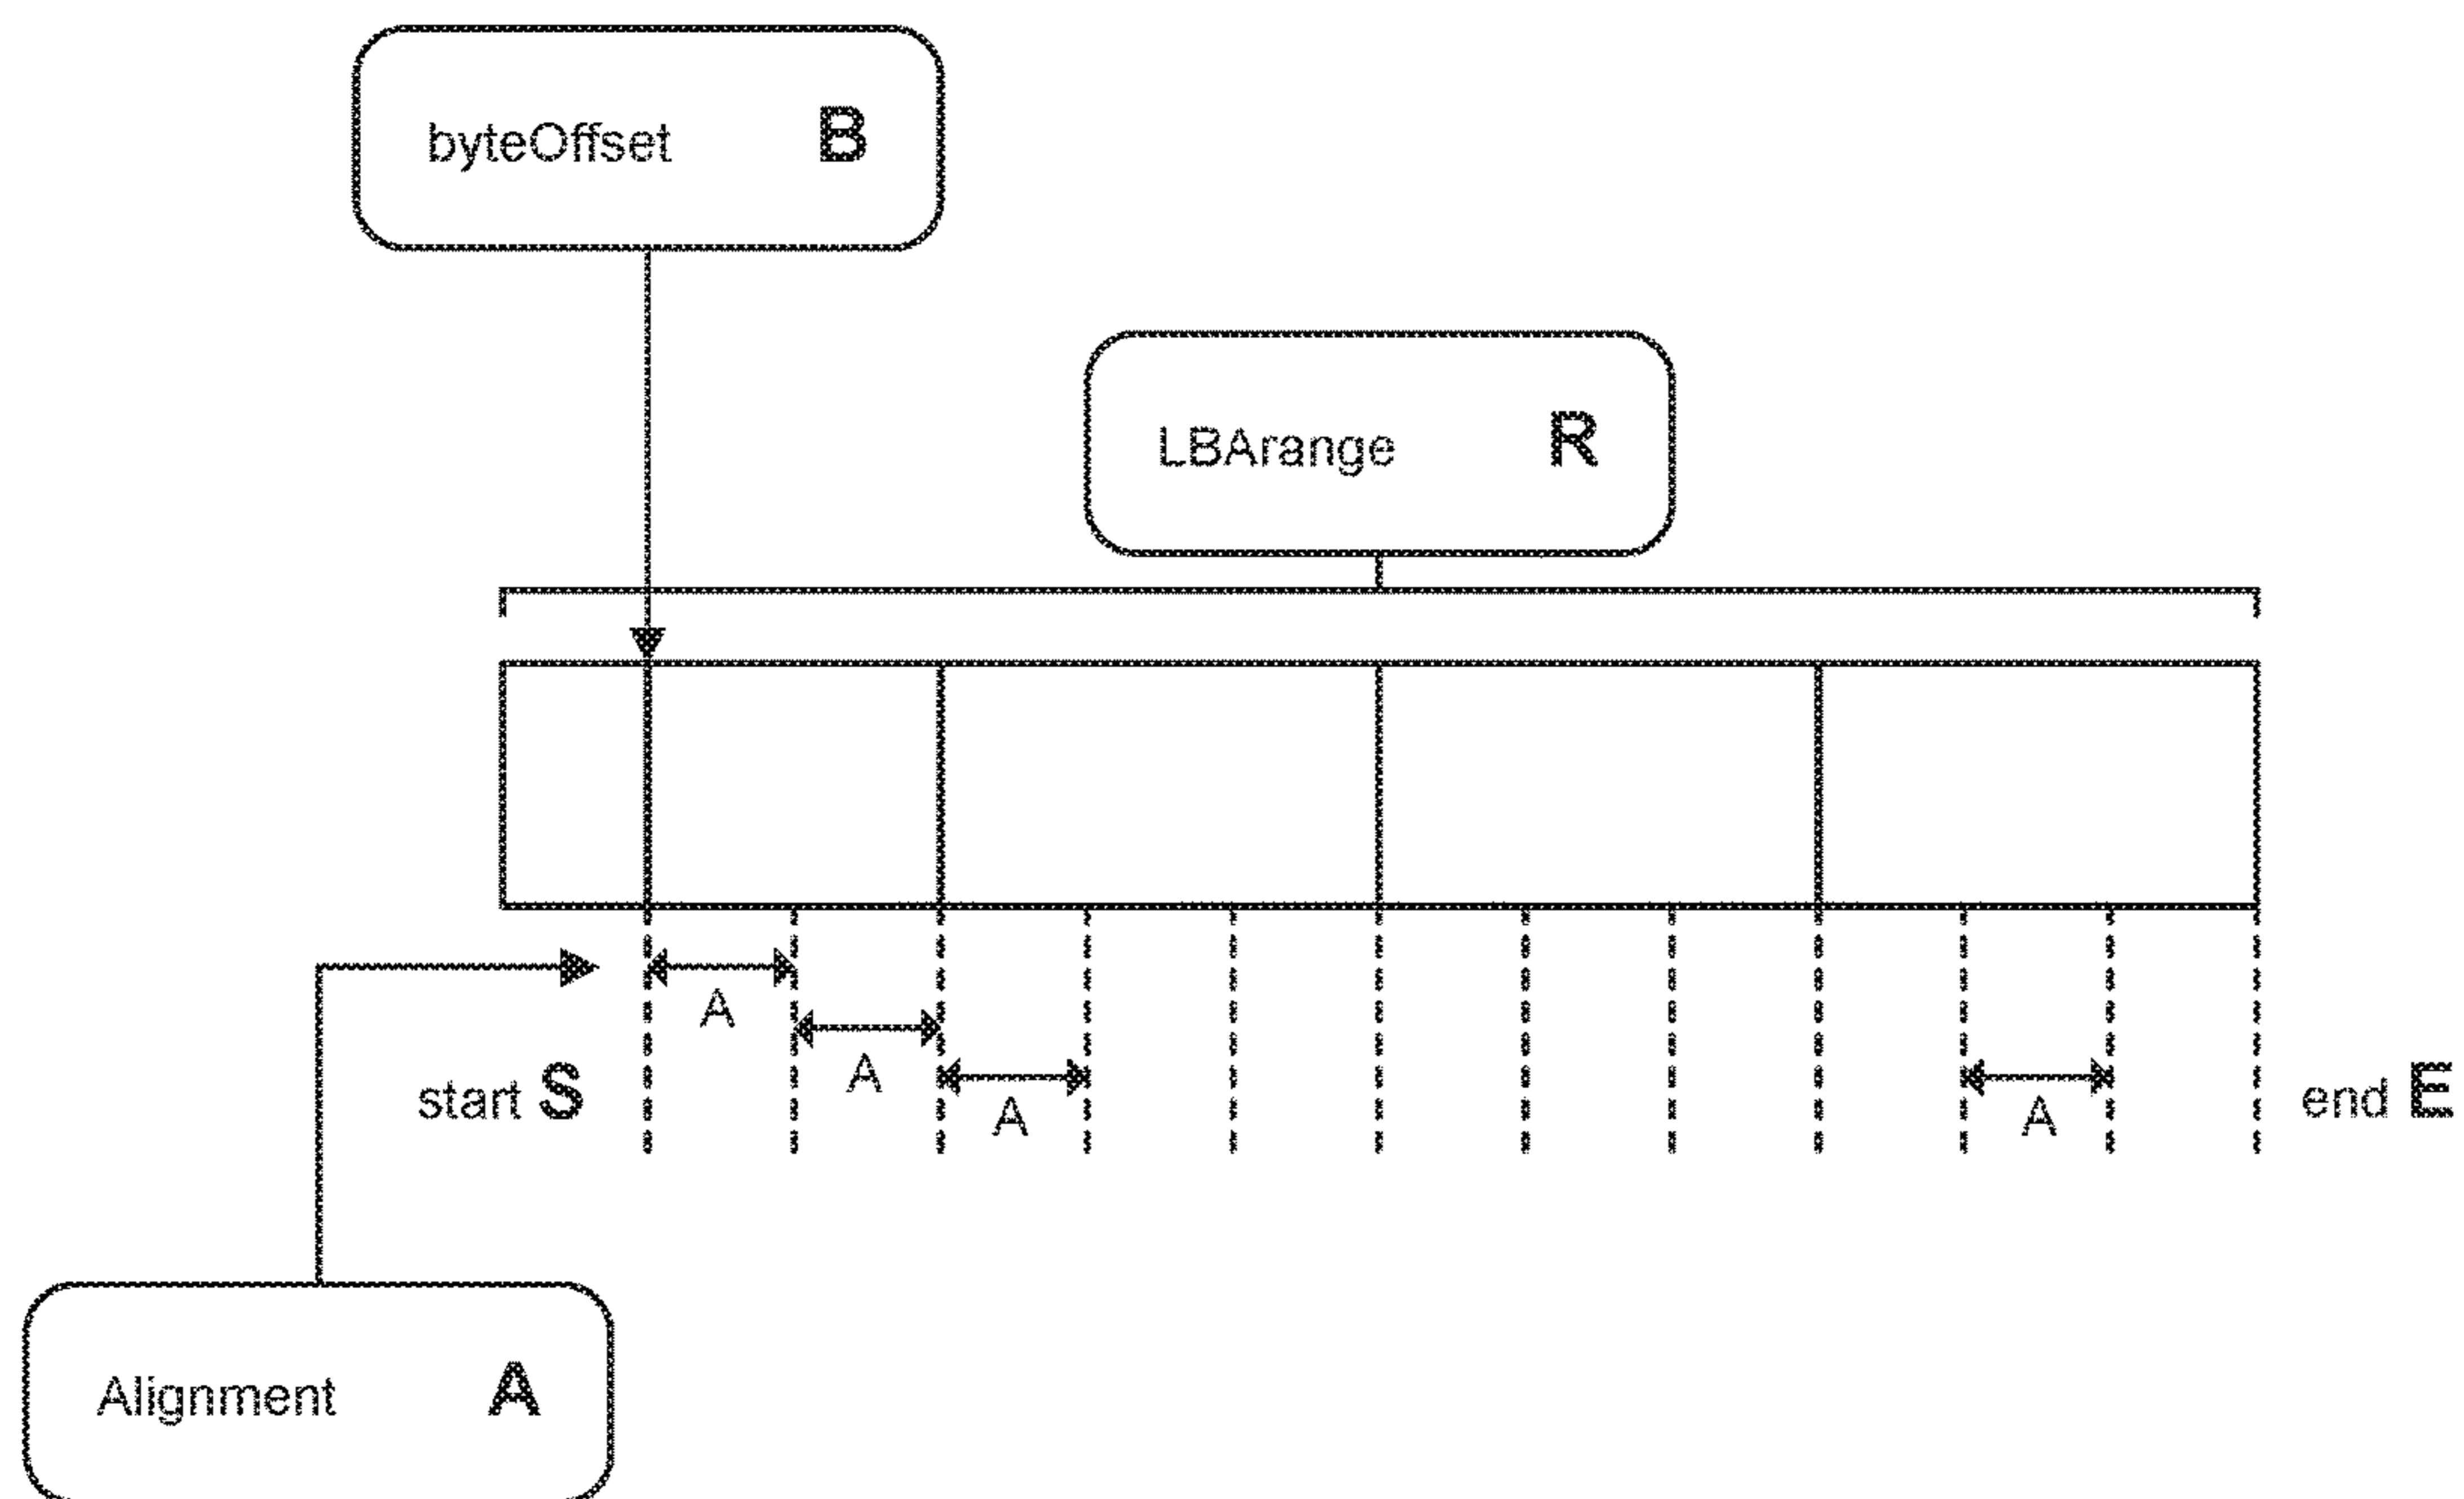 byteOffset B
LBArange R
A
A
A
A
start S
end E
Alignment A